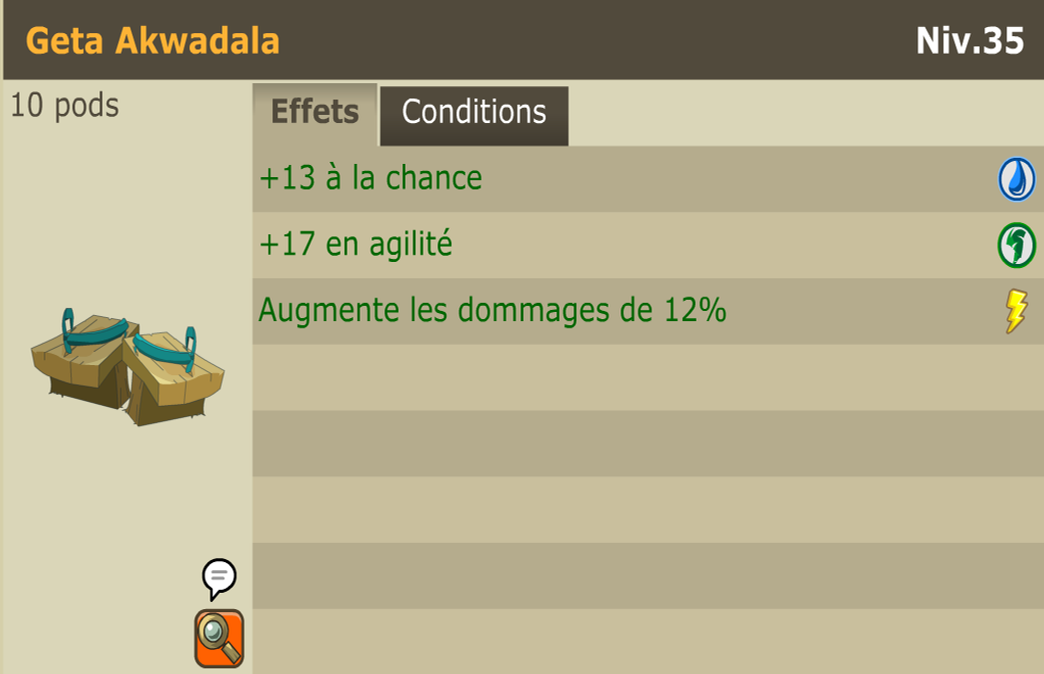 Geta Akwadala
Niv.35
10 pods
Effets
Conditions
+13 à la chance
+17 en agilité
Augmente les dommages de 12%